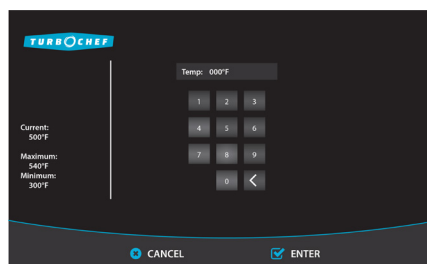 TURBOCHEF
Temp: 000°F
1 2 3
4 5 6
7 8 9
0 <
Current:
500°F
Maximum:
540°F
Minimum:
300°F
CANCEL
ENTER